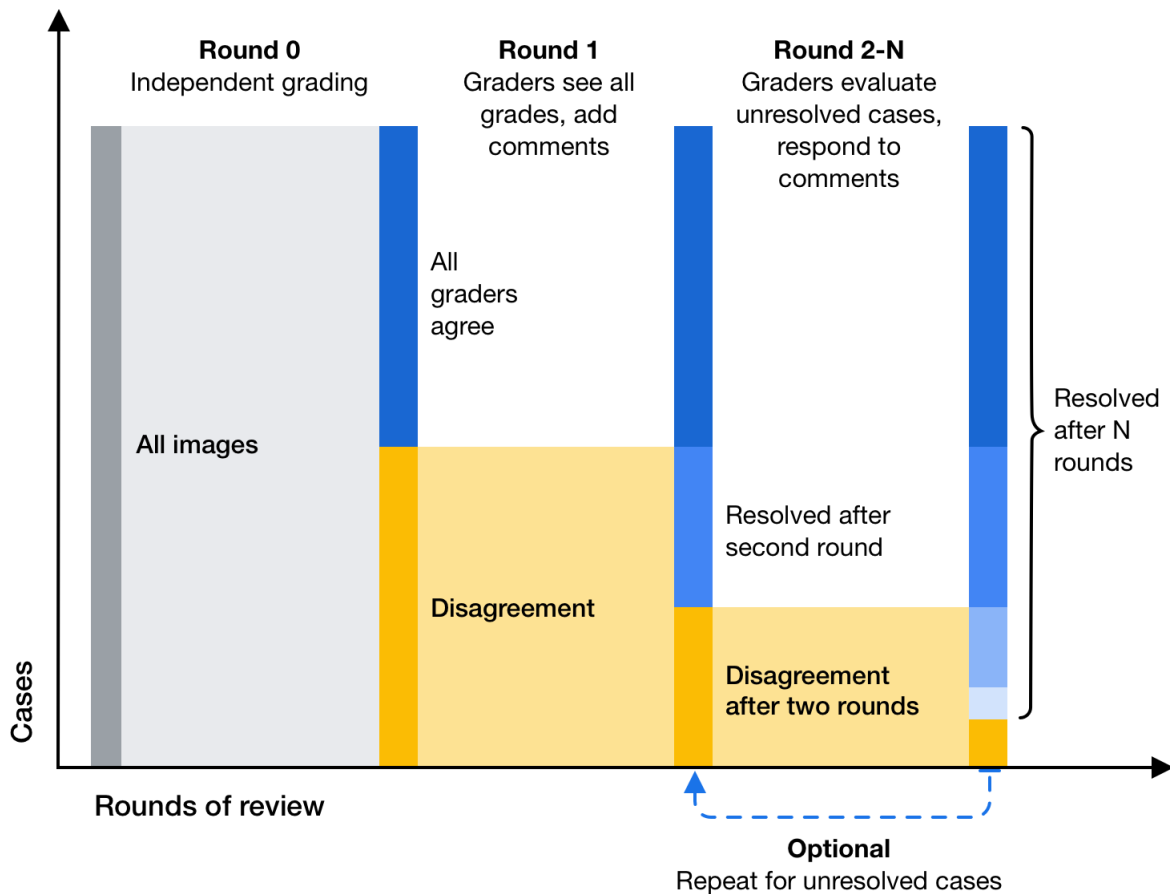 Round 0
Independent grading
Round 1
Graders see all
grades, add
comments
Round 2-N
Graders evaluate
unresolved cases,
respond to
comments
All
graders
agree
All images
Resolved
after N
rounds
Resolved after
second round
Disagreement
Disagreement
after two rounds
Cases
Rounds of review
Optional
Repeat for unresolved cases